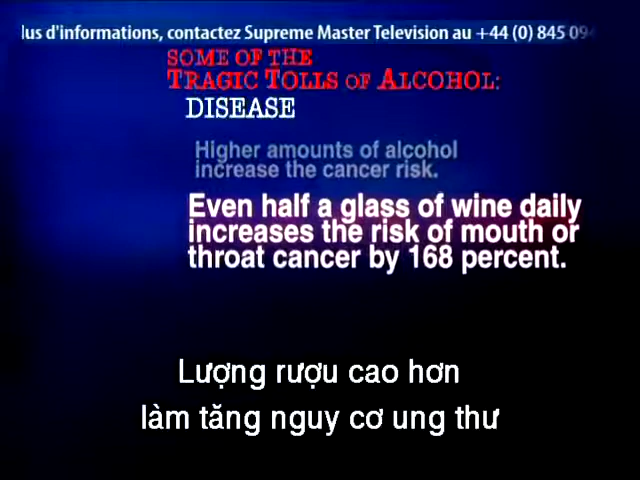 lus d'informations, contactez Supreme Master Television au +44 (0) 845 094
SOME OF THE
TRAGIC TOLLS OF ALCOHOL:
DISEASE
Higher amounts of alcohol
increase the cancer risk.
Even half a glass of wine daily
increases the risk of mouth or
throat cancer by 168 percent.
Lượng rượu cao hơn
làm tăng nguy cơ ung thư